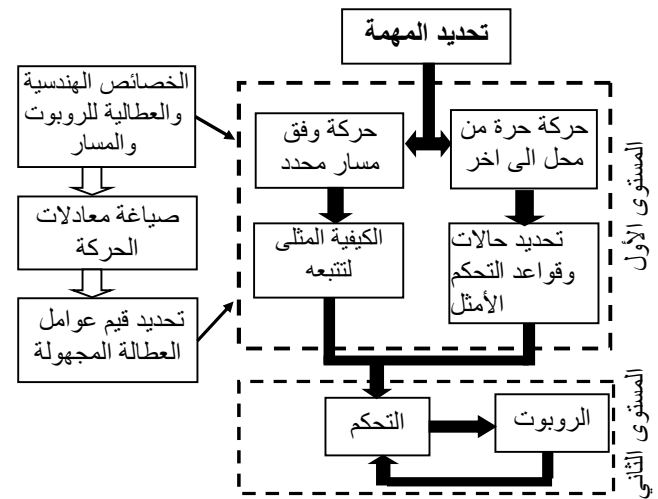 تحديد المهمة
الخصائص الهندسية
والعطالية للروبوت
والمسار
صياغة معادلات
الحركة
تحديد قيم عوامل
العطالة المجهولة
حركة حرة من
محل الى اخر
حركة وفق
مسار محدد
تحديد حالات
وقواعد التحكم
الأمثل
الكيفية المثلى
لتتبعه
المستوى الأول
التحكم
الروبوت
المستوى الثاني